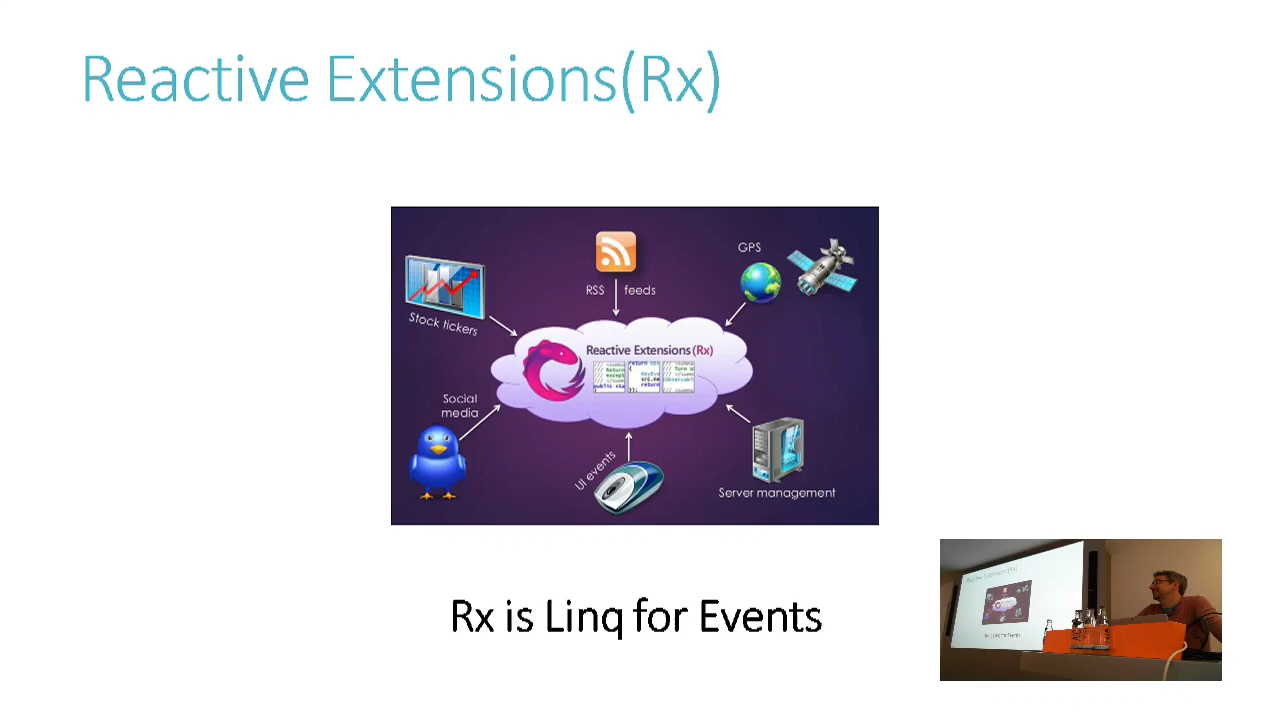 Reactive Extensions(Rx)
GPS
RSS feeds
Stock tickers
Reactive Extensions (Rx)
Social
media
UI events
Server management
Rx is Linq for Events